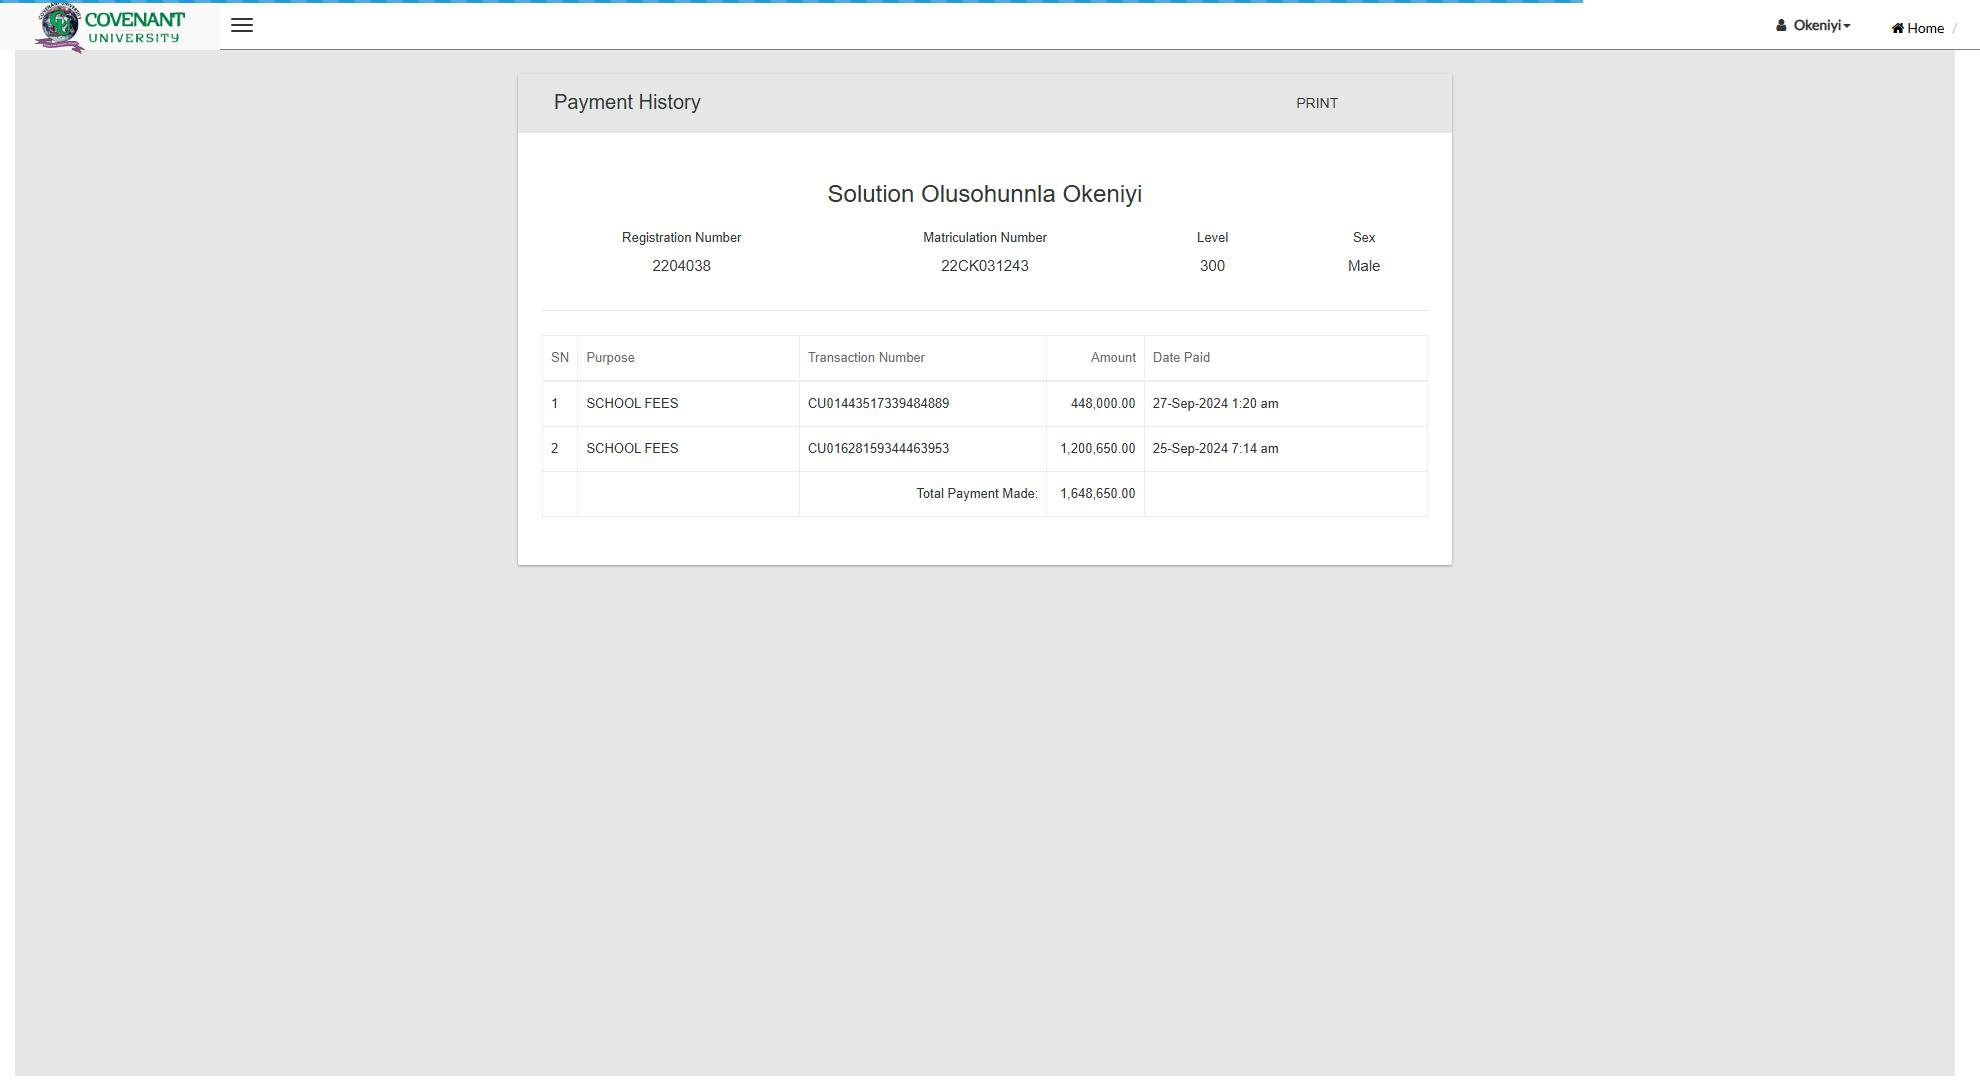 COVENANT
UNIVERSITY
Okeniyi
Home /
Payment History
PRINT
Solution Olusohunnla Okeniyi
Registration Number Matriculation Number Level Sex
2204038 22CK031243 300 Male
SN Purpose Transaction Number Amount Date Paid
1 SCHOOL FEES CU01443517339484889 448,000.00 27-Sep-2024 1:20 am
2 SCHOOL FEES CU01628159344463953 1,200,650.00 25-Sep-2024 7:14 am
Total Payment Made: 1,648,650.00